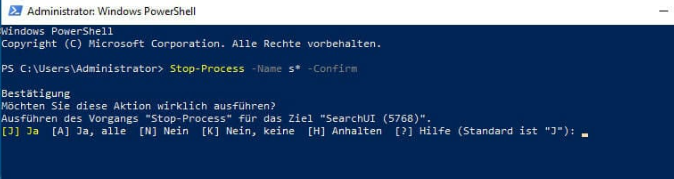 Administrator: Windows PowerShell
Windows PowerShell
Copyright (C) Microsoft Corporation. Alle Rechte vorbehalten.
PS C:\Users\Administrator> Stop-Process -Name s* -Confirm
Bestätigung
Möchten Sie diese Aktion wirklich ausführen?
Ausführen des Vorgangs "Stop-Process" für das Ziel "SearchUI (5768)".
[J] Ja  [A] Ja, alle  [N] Nein  [K] Nein, keine  [H] Anhalten  [?] Hilfe (Standard ist "J"):